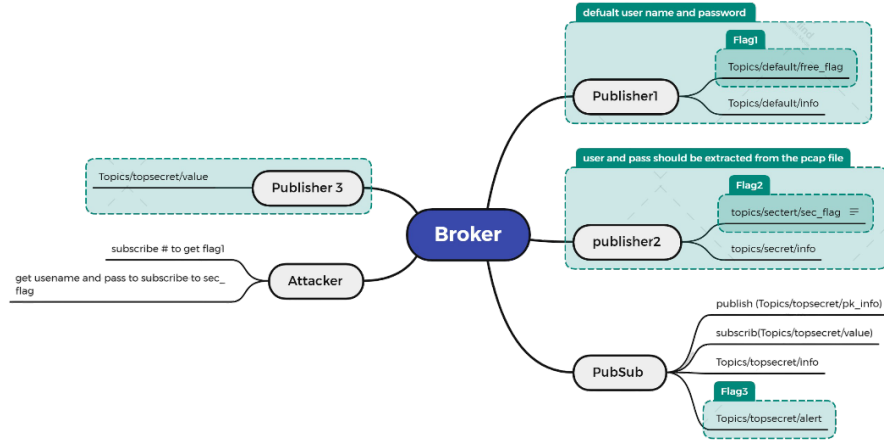 defualt user name and password
Flag1
Topics/default/free_flag
Publisher1
Topics/default/info
user and pass should be extracted from the pcap file
Flag2
topics/sectert/sec_flag
publisher2
topics/secret/info
Topics/topsecret/value
Publisher 3
Broker
subscribe # to get flag1
get usename and pass to subscribe to sec_
flag
Attacker
publish (Topics/topsecret/pk_info)
subscrib(Topics/topsecret/value)
PubSub
Topics/topsecret/info
Flag3
Topics/topsecret/alert